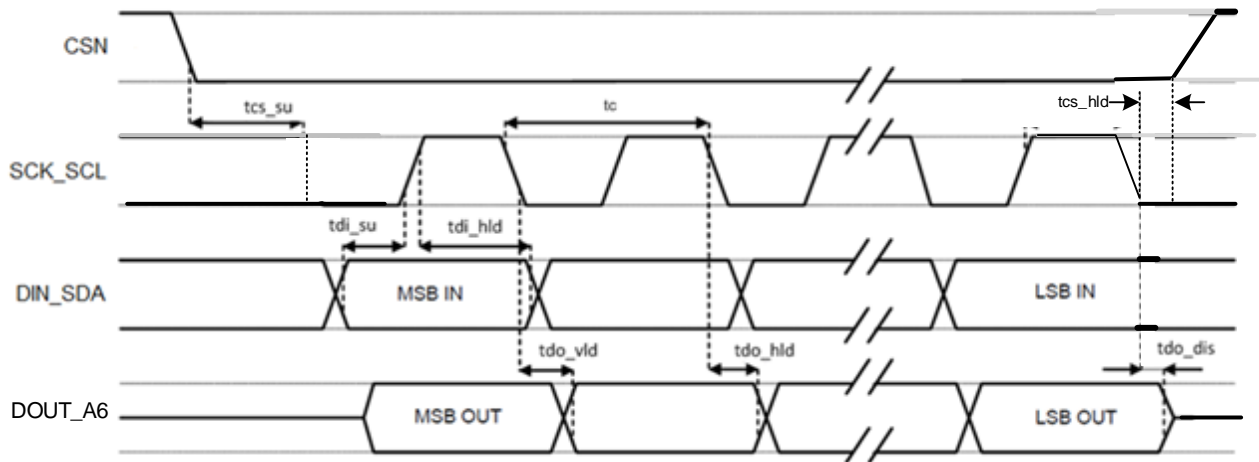 CSN
tcs_su
tc
tcs_hld
SCK_SCL
tdi_su
tdi_hld
DIN_SDA
MSB IN
LSB IN
tdo_vld
tdo_hld
tdo_dis
DOUT_A6
MSB OUT
LSB OUT